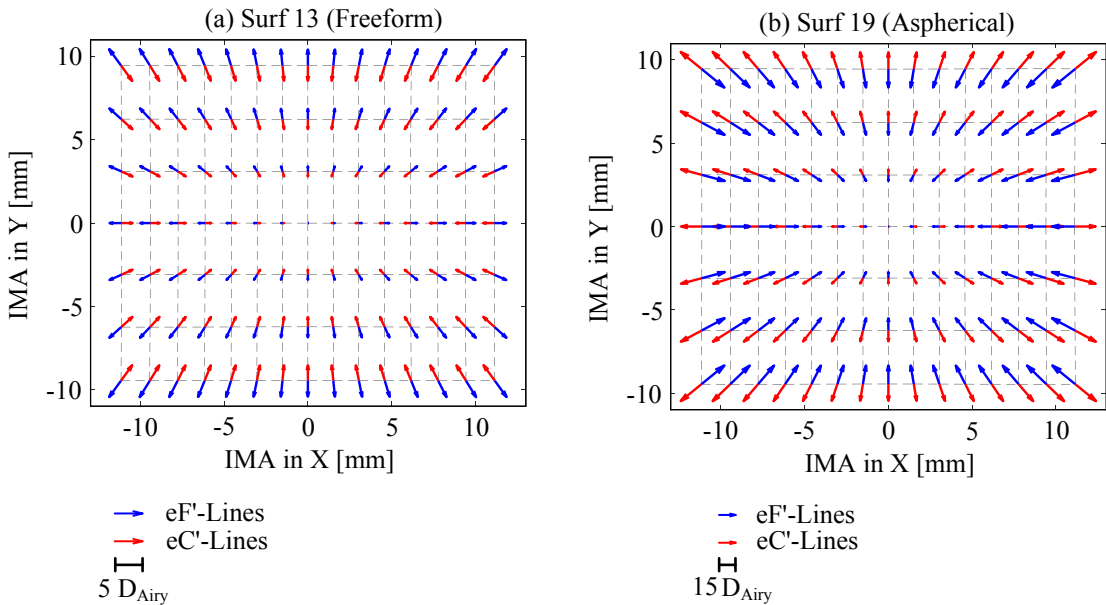 (a) Surf 13 (Freeform)
10
5
0
-5
-10
IMA in Y [mm]
-10
-5
0
5
10
IMA in X [mm]
eF'-Lines
eC'-Lines
5 D_Airy
(b) Surf 19 (Aspherical)
10
5
0
-5
-10
IMA in Y [mm]
-10
-5
0
5
10
IMA in X [mm]
eF'-Lines
eC'-Lines
15 D_Airy